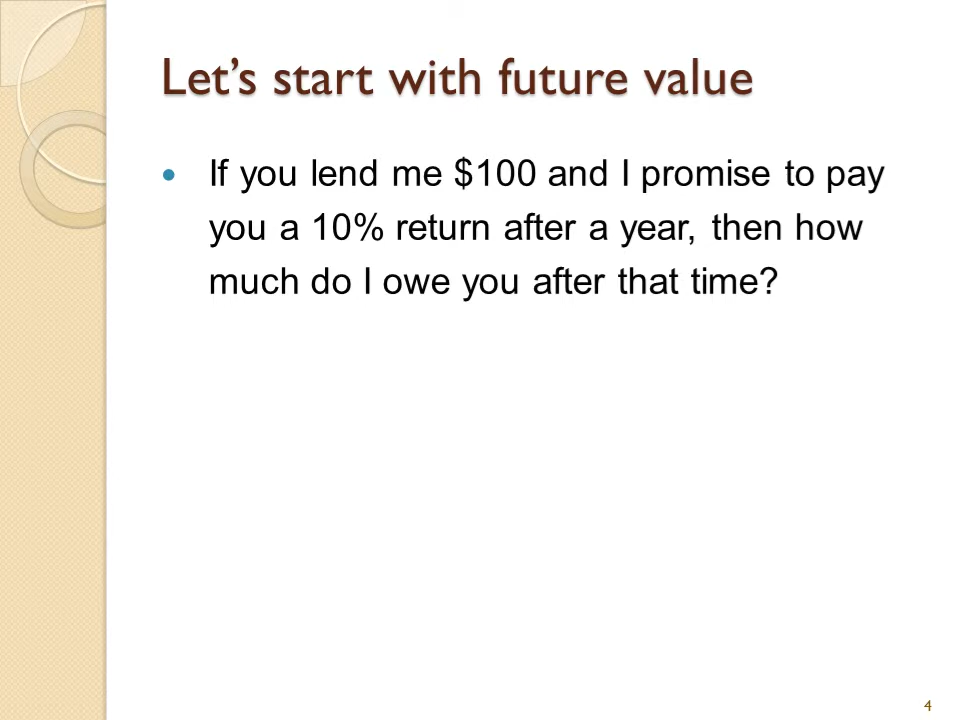 Let’s start with future value
• If you lend me $100 and I promise to pay
you a 10% return after a year, then how
much do I owe you after that time?
4